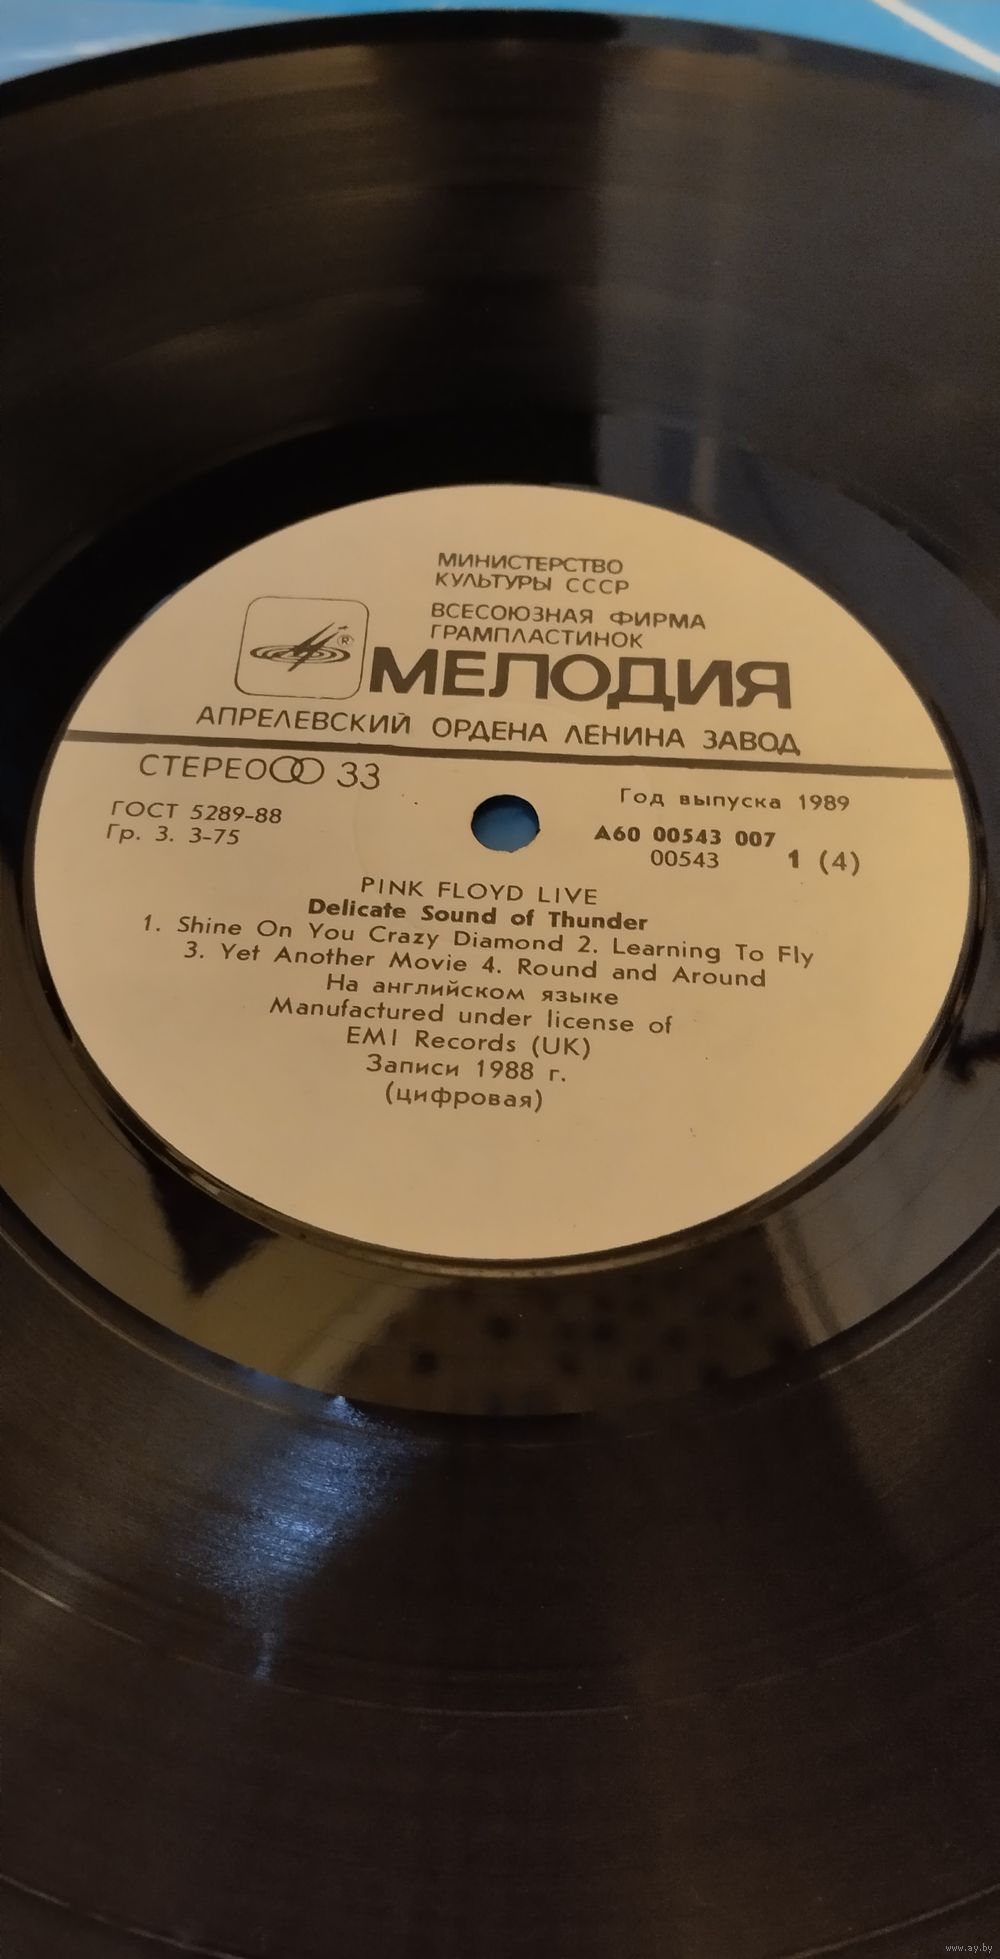 МИНИСТЕРСТВО
КУЛЬТУРЫ СССР
ВСЕСОЮЗНАЯ ФИРМА
ГРАМПЛАСТИНОК
®
МЕЛОДИЯ
АПРЕЛЕВСКИЙ ОРДЕНА ЛЕНИНА ЗАВОД
СТЕРЕО 33
ГОСТ 5289-88
Гр. 3. 3-75
Год выпуска 1989
А60 00543 007
00543 1 (4)
PINK FLOYD LIVE
Delicate Sound of Thunder
1. Shine On You Crazy Diamond 2. Learning To Fly
3. Yet Another Movie 4. Round and Around
На английском языке
Manufactured under license of
EMI Records (UK)
Записи 1988 г.
(цифровая)
www.ay.by